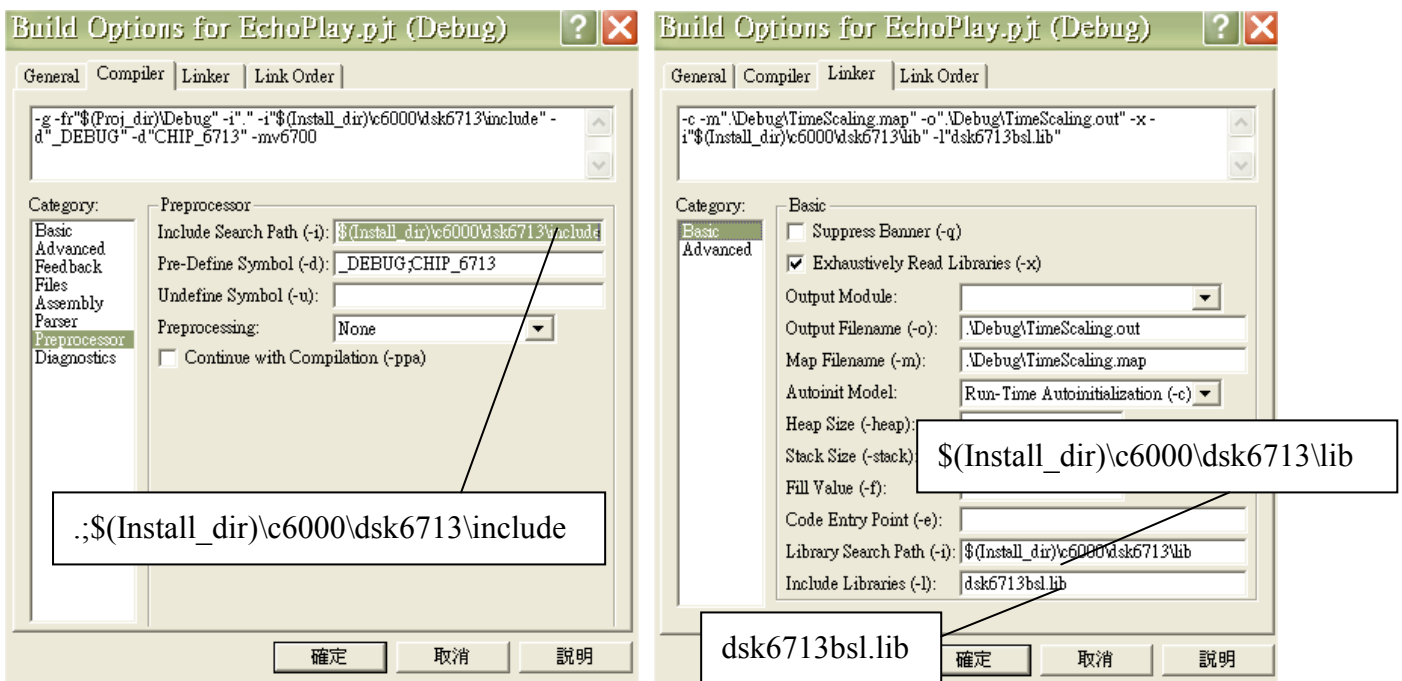 Build Options for EchoPlay.pjt (Debug)
General Compiler Linker Link Order
-g -fr"$(Proj_dir)\Debug" -i"." -i"$(Install_dir)\c6000\dsk6713\include" -
d"_DEBUG" -d"CHIP_6713" -mv6700
Category:
Basic
Advanced
Feedback
Files
Assembly
Parser
Preprocessor
Diagnostics
Preprocessor
Include Search Path (-i): $(Install_dir)\c6000\dsk6713\include
Pre-Define Symbol (-d): _DEBUG;CHIP_6713
Undefine Symbol (-u):
Preprocessing: None
Continue with Compilation (-ppa)
.;$(Install_dir)\c6000\dsk6713\include
確定 取消 說明
Build Options for EchoPlay.pjt (Debug)
General Compiler Linker Link Order
-c -m".\Debug\TimeScaling.map" -o".\Debug\TimeScaling.out" -x -
i"$(Install_dir)\c6000\dsk6713\lib" -l"dsk6713bsl.lib"
Category:
Basic
Advanced
Basic
Suppress Banner (-q)
Exhaustively Read Libraries (-x)
Output Module:
Output Filename (-o): .\Debug\TimeScaling.out
Map Filename (-m): .\Debug\TimeScaling.map
Autoinit Model: Run-Time Autoinitialization (-c)
Heap Size (-heap):
Stack Size (-stack):
$(Install_dir)\c6000\dsk6713\lib
Fill Value (-f):
Code Entry Point (-e):
Library Search Path (-i): $(Install_dir)\c6000\dsk6713\lib
Include Libraries (-l): dsk6713bsl.lib
dsk6713bsl.lib
確定 取消 說明